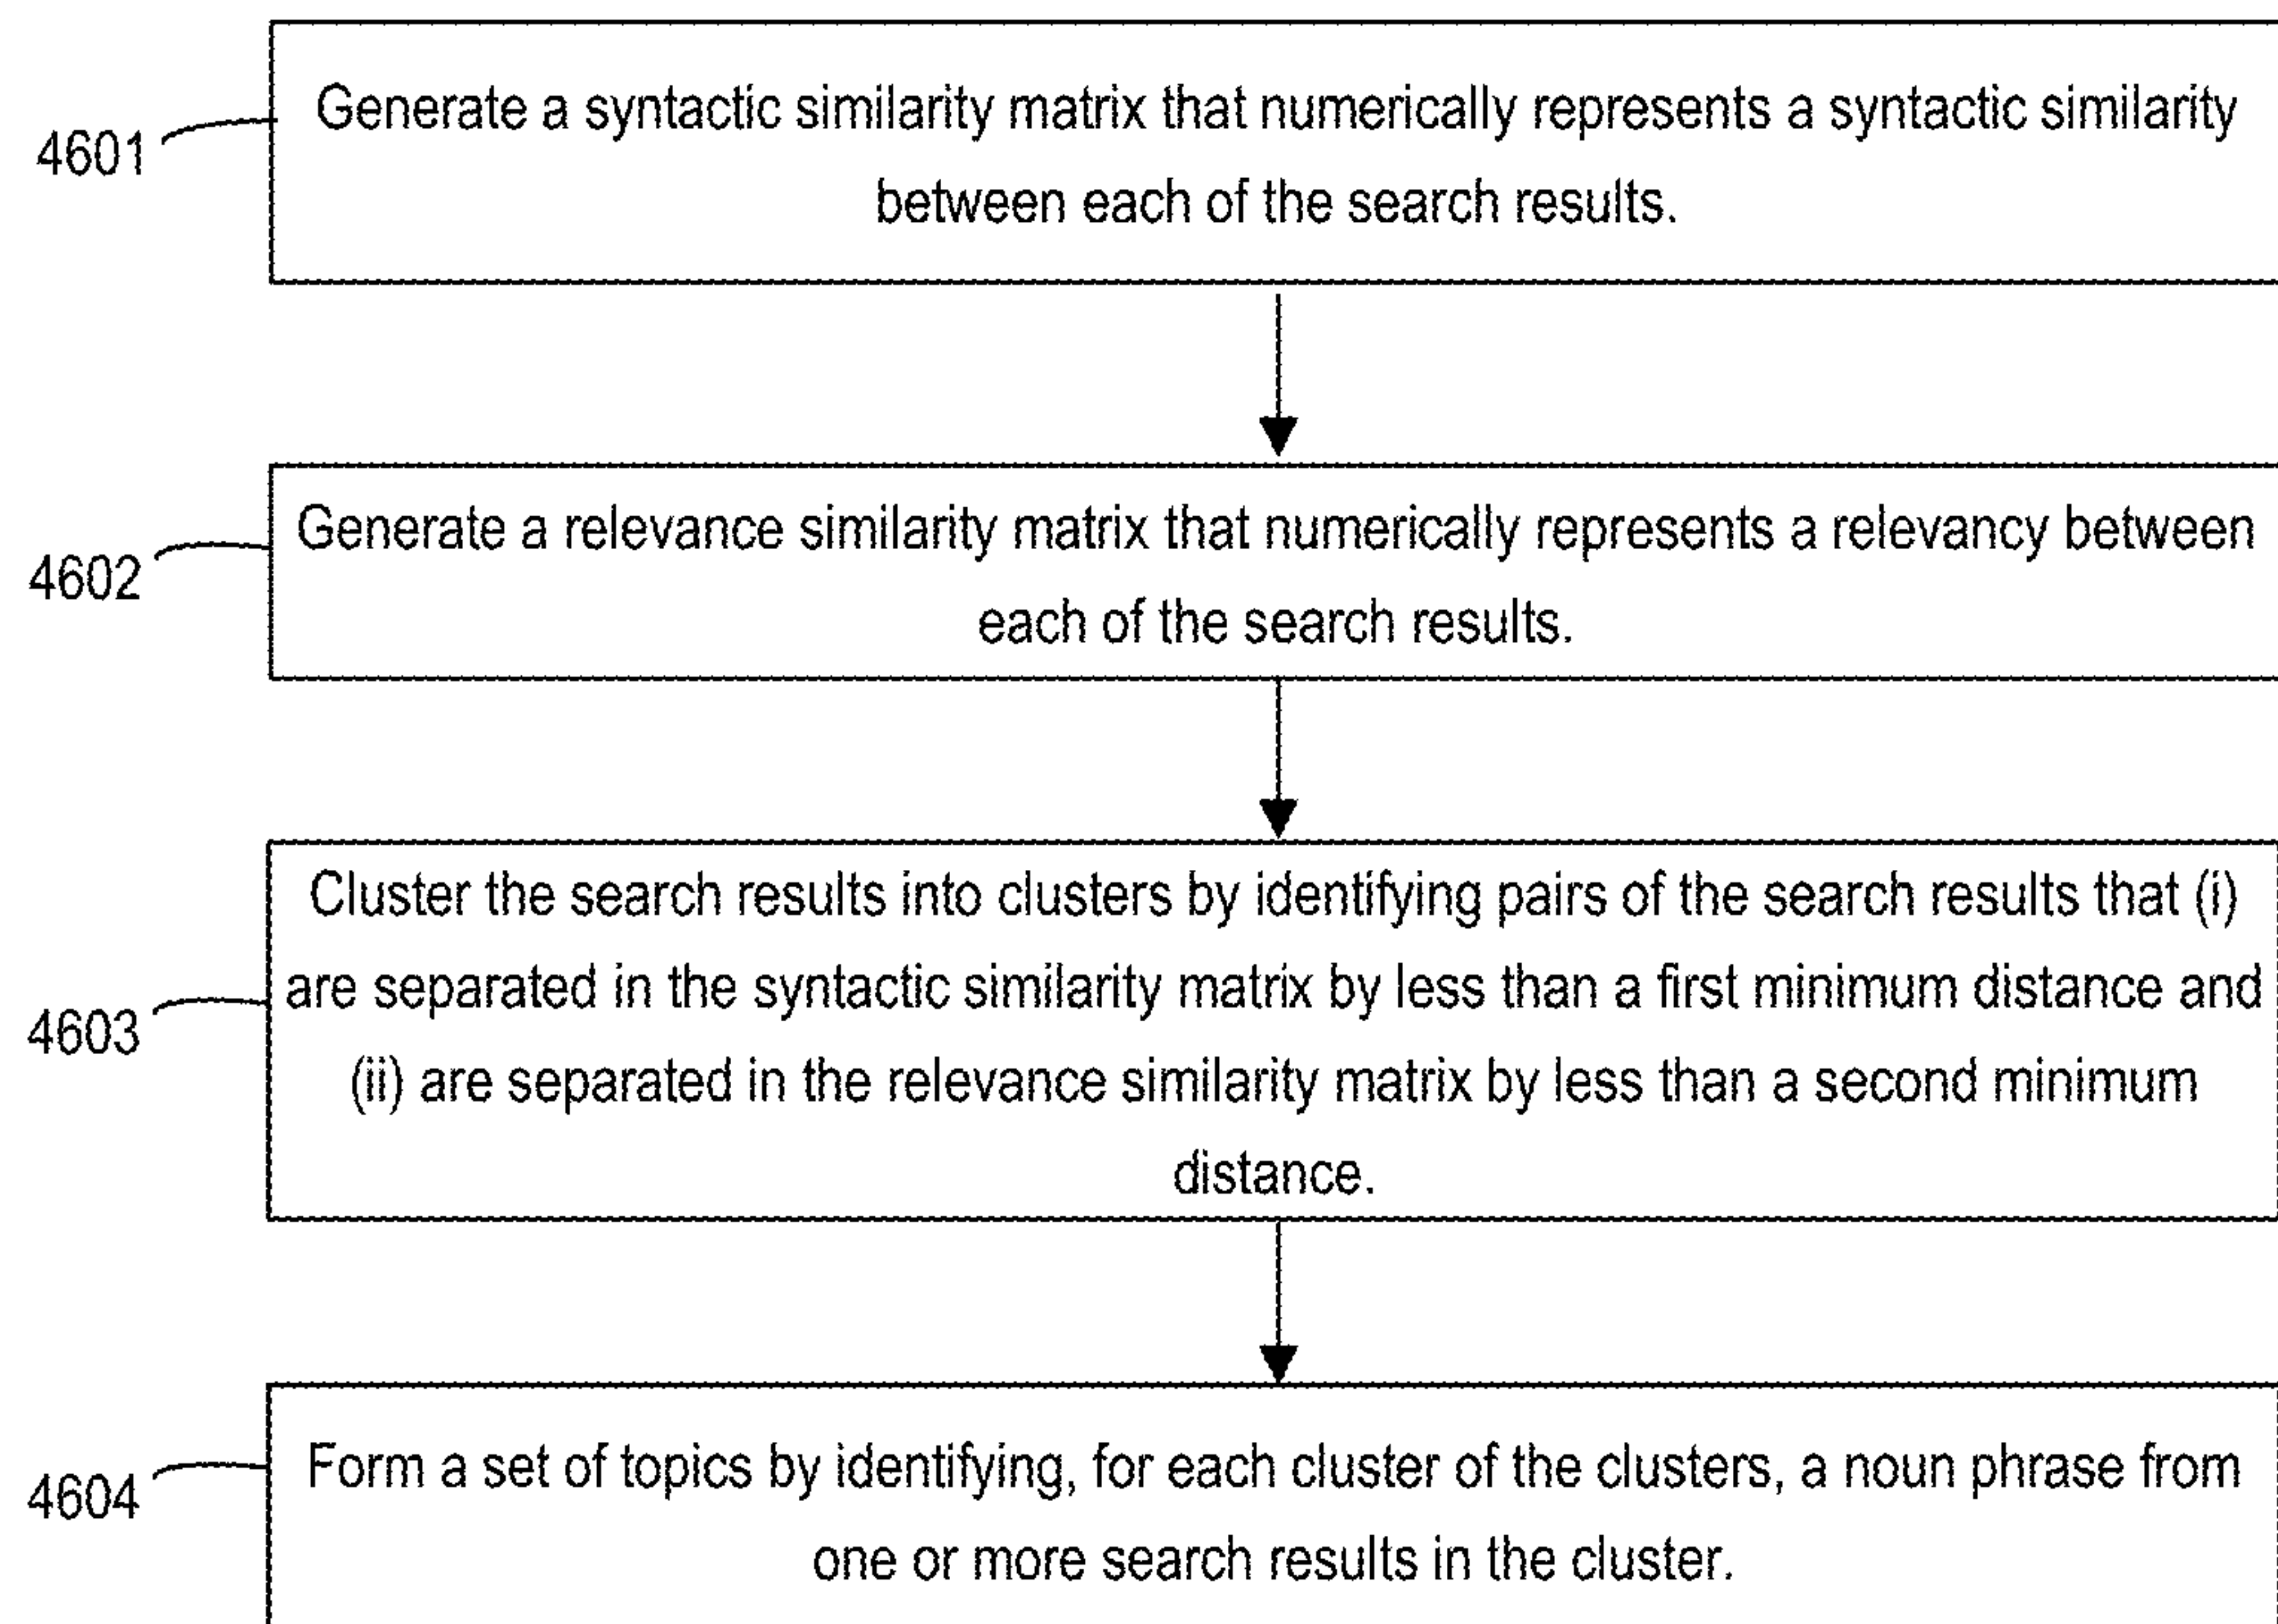 Generate a syntactic similarity matrix that numerically represents a syntactic similarity
4601
between each of the search results.
Generate a relevance similarity matrix that numerically represents a relevancy between
4602
each of the search results.
Cluster the search results into clusters by identifying pairs of the search results that (i)
are separated in the syntactic similarity matrix by less than a first minimum distance and
4603
(ii) are separated in the relevance similarity matrix by less than a second minimum
distance.
Form a set of topics by identifying, for each cluster of the clusters, a noun phrase from
4604
one or more search results in the cluster.